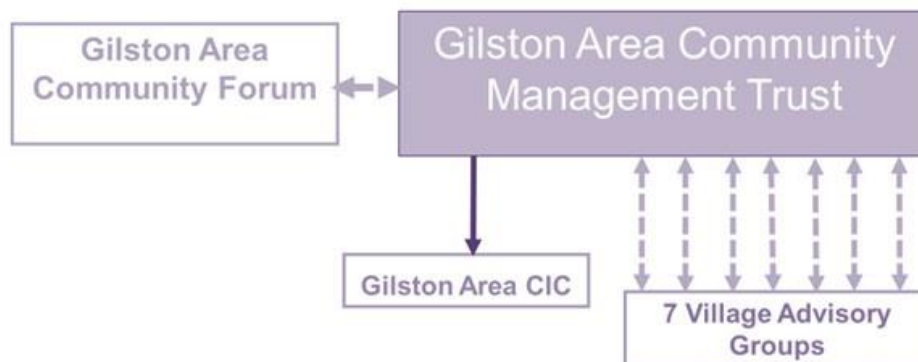 Gilston Area
Community Forum
Gilston Area Community
Management Trust
Gilston Area CIC
7 Village Advisory
Groups